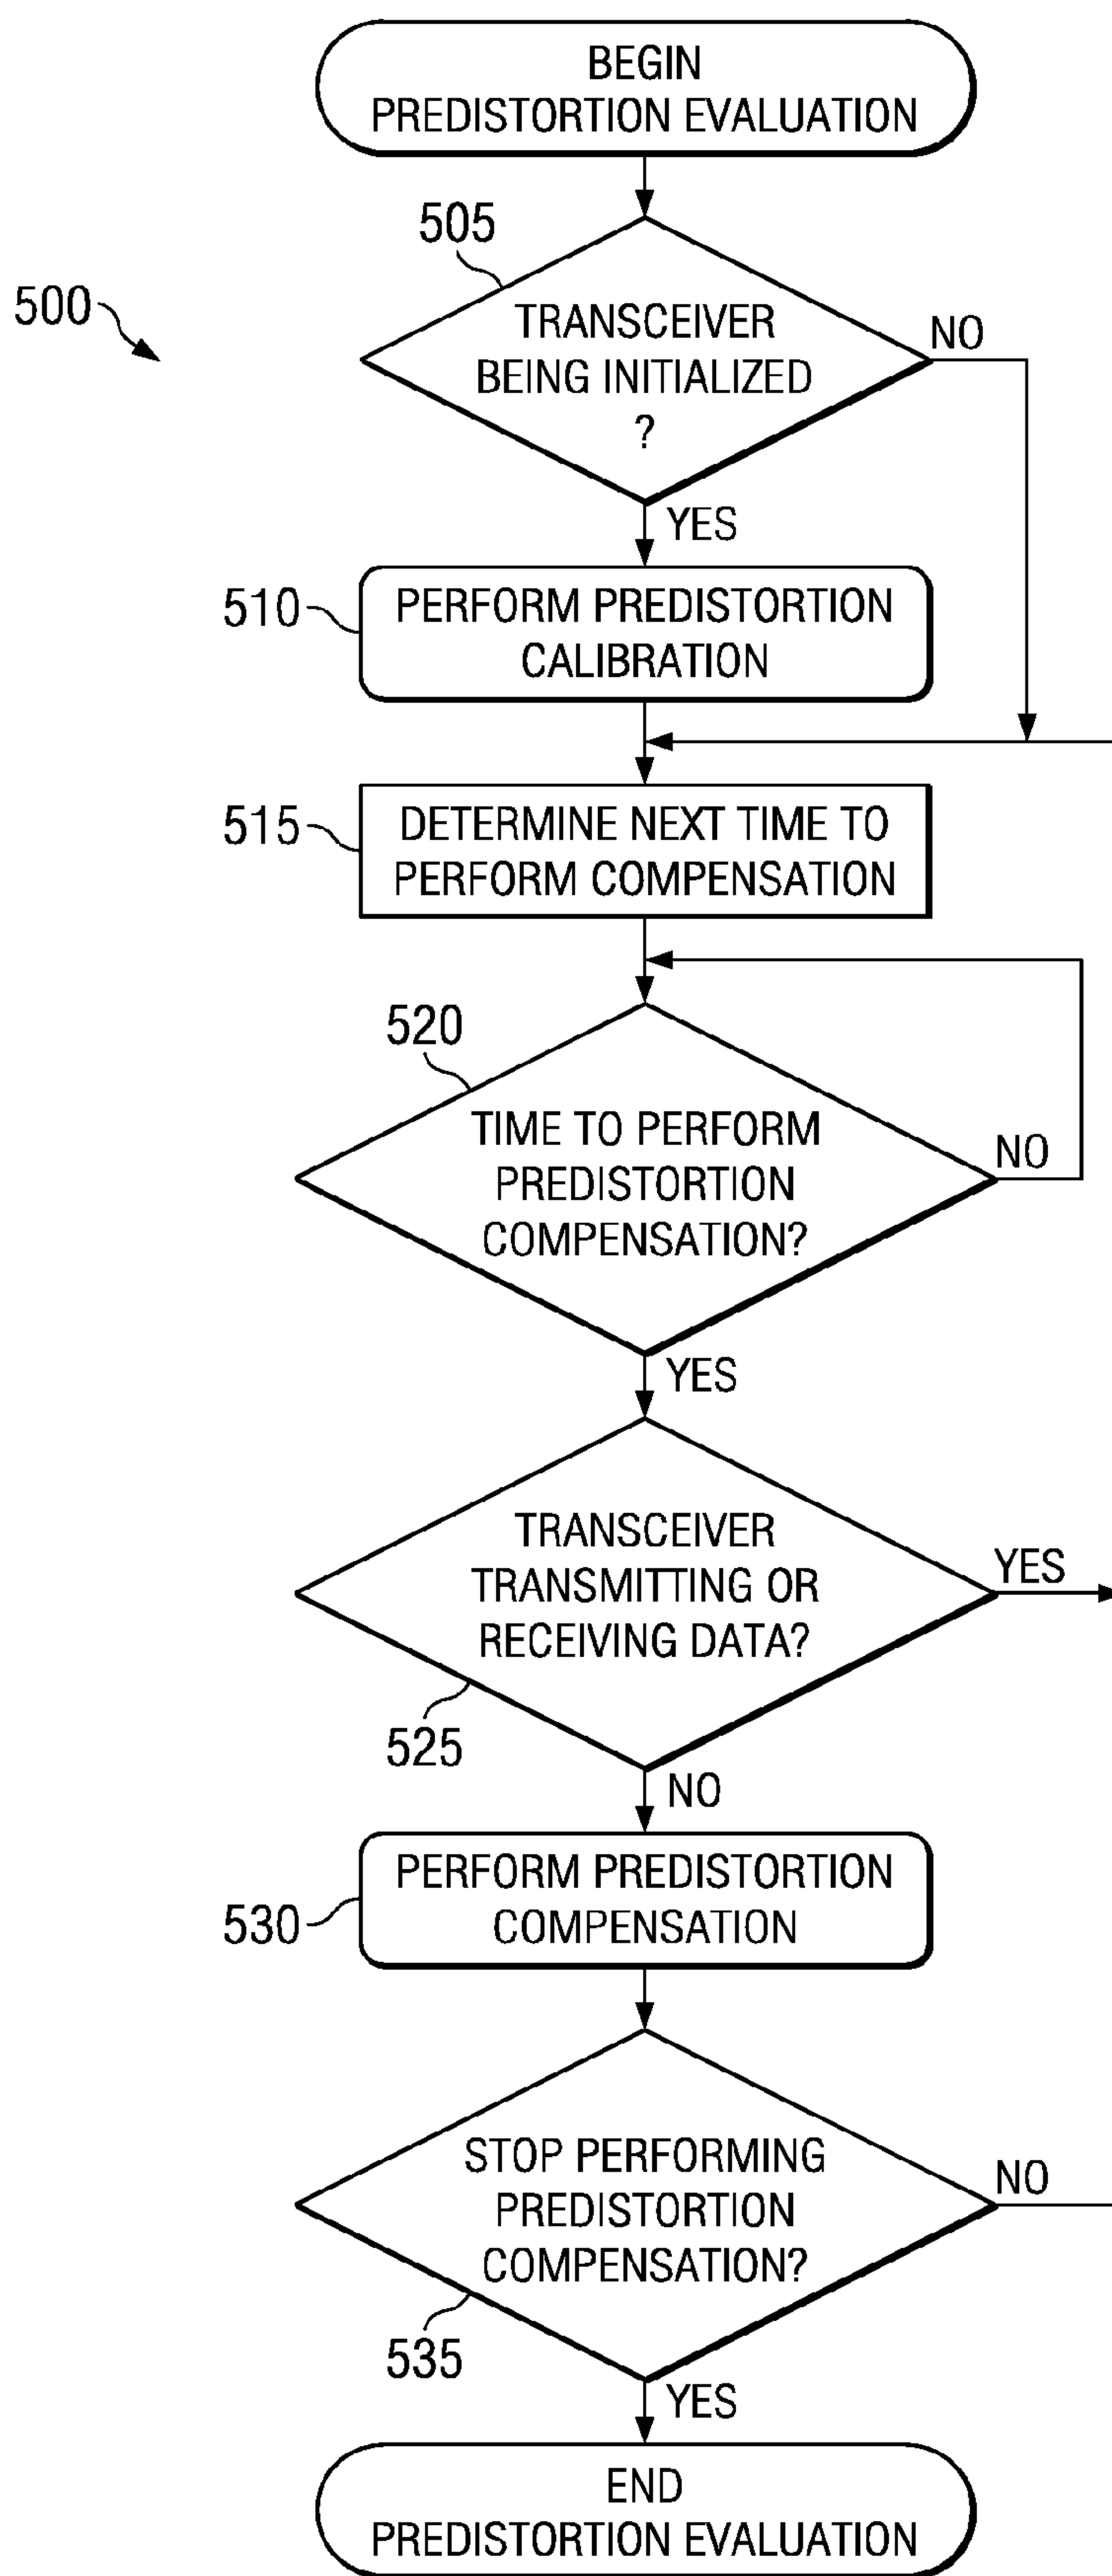 BEGIN
PREDISTORTION EVALUATION
505
500
TRANSCEIVER
BEING INITIALIZED
?
NO
YES
510
PERFORM PREDISTORTION
CALIBRATION
515
DETERMINE NEXT TIME TO
PERFORM COMPENSATION
520
TIME TO PERFORM
PREDISTORTION
COMPENSATION?
NO
YES
TRANSCEIVER
TRANSMITTING OR
RECEIVING DATA?
YES
525
NO
530
PERFORM PREDISTORTION
COMPENSATION
STOP PERFORMING
PREDISTORTION
COMPENSATION?
NO
535
YES
END
PREDISTORTION EVALUATION